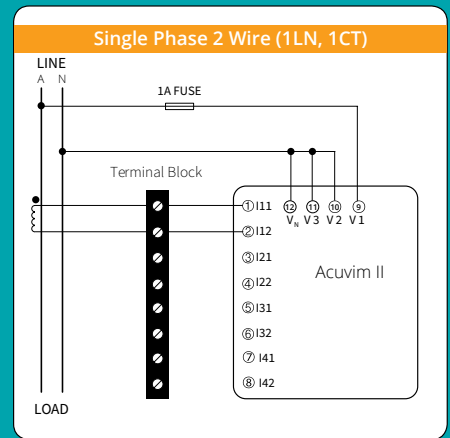 Single Phase 2 Wire (1LN, 1CT)
LINE
A N
1A FUSE
Terminal Block
① I11
② I12
③ I21
④ I22
⑤ I31
⑥ I32
⑦ I41
⑧ I42
⑫ ⑪ ⑩ ⑨
VN V3 V2 V1
Acuvim II
LOAD